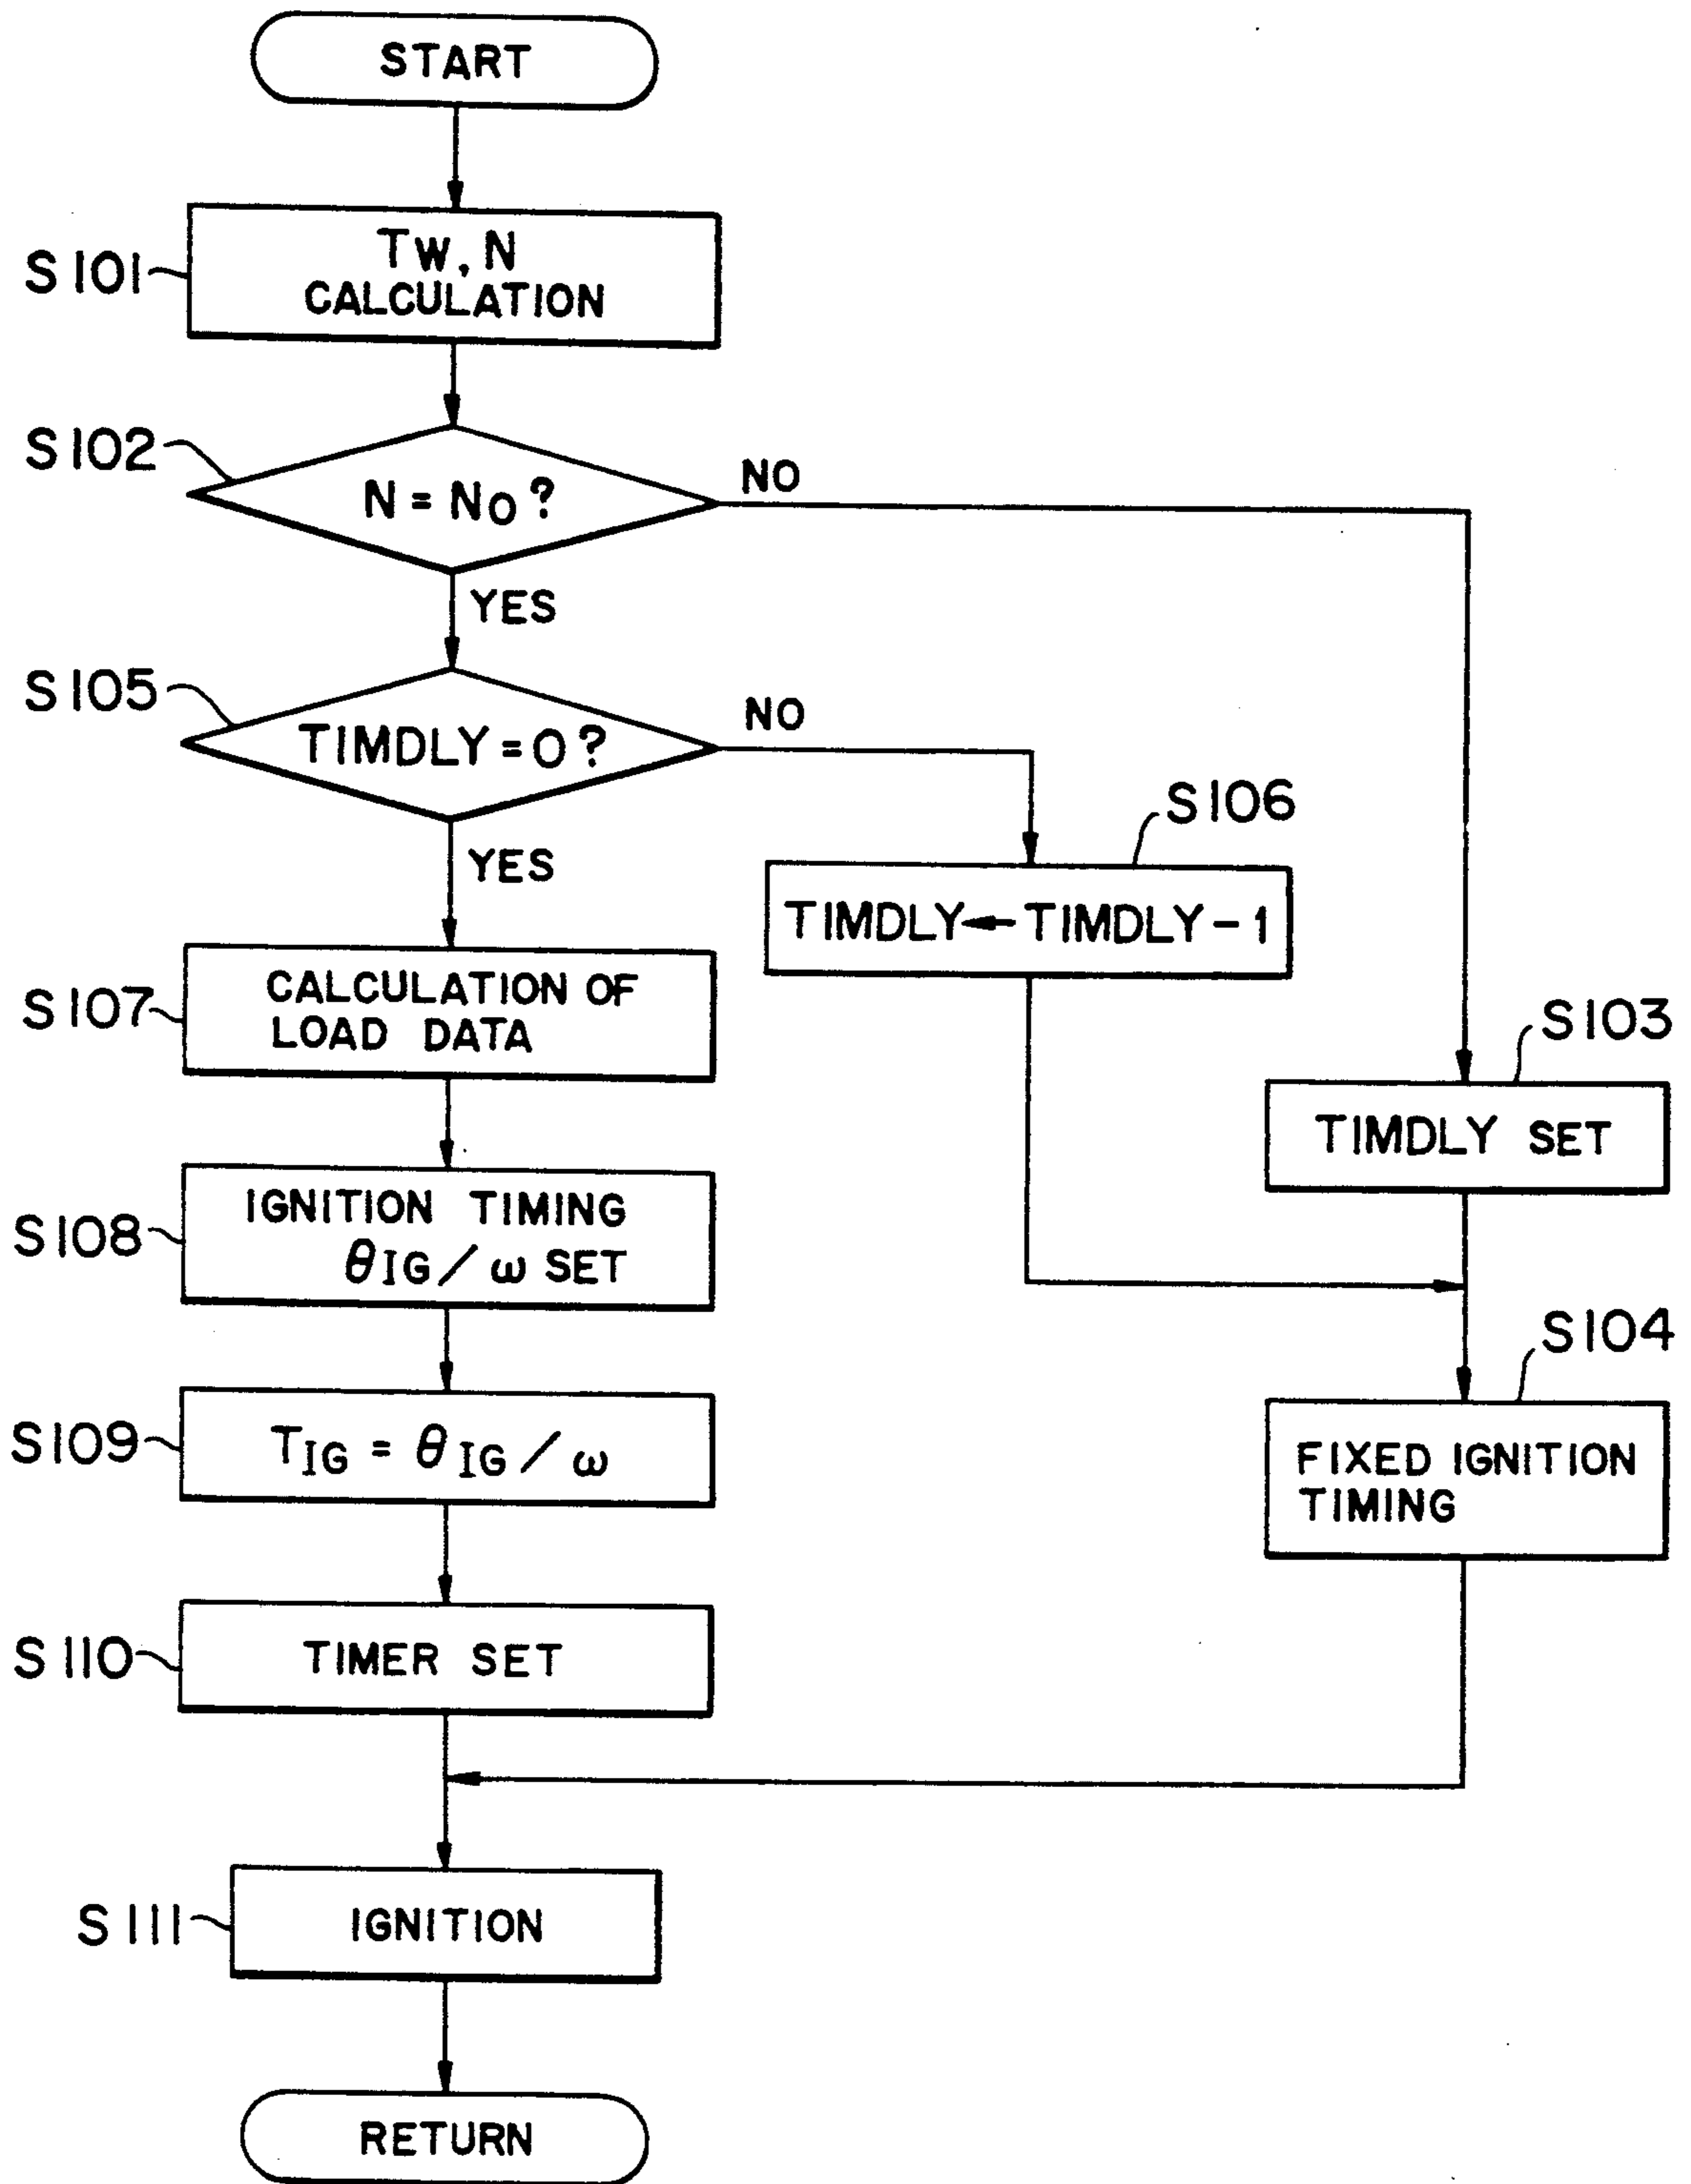 START
S101
Tw, N
CALCULATION
S102
N = No?
NO
YES
S105
TIMDLY = 0?
NO
YES
S106
TIMDLY ← TIMDLY - 1
S107
CALCULATION OF
LOAD DATA
S103
TIMDLY SET
S108
IGNITION TIMING
θIG / ω SET
S104
FIXED IGNITION
TIMING
S109
TIG = θIG / ω
S110
TIMER SET
S111
IGNITION
RETURN